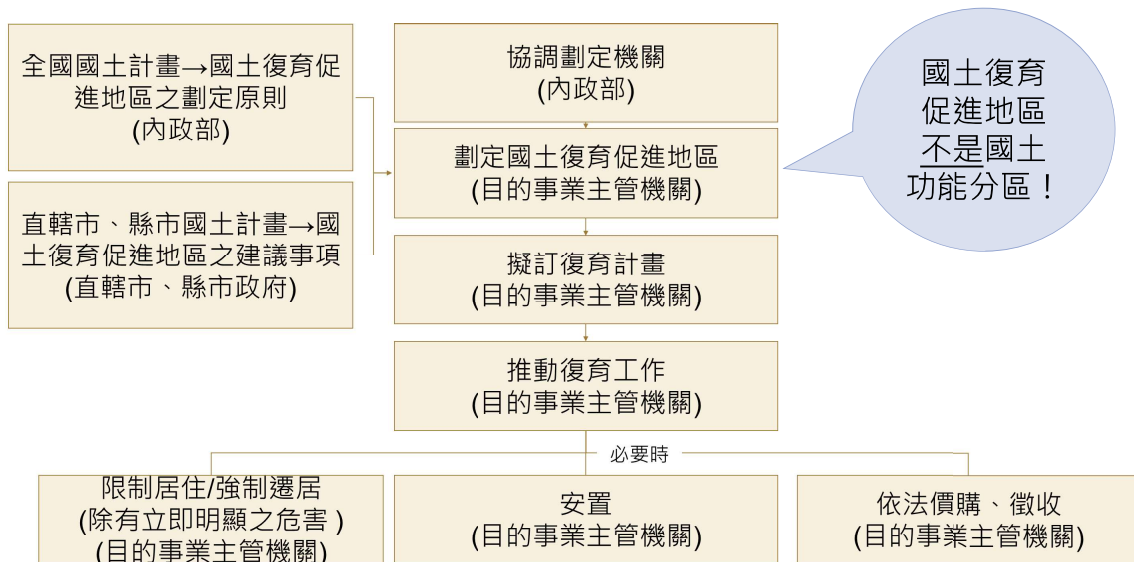 全國國土計畫→國土復育促
進地區之劃定原則
(內政部)
直轄市、縣市國土計畫→國
土復育促進地區之建議事項
(直轄市、縣市政府)
協調劃定機關
(內政部)
劃定國土復育促進地區
(目的事業主管機關)
擬訂復育計畫
(目的事業主管機關)
推動復育工作
(目的事業主管機關)
國土復育
促進地區
不是國土
功能分區！
必要時
限制居住/強制遷居
(除有立即明顯之危害)
(目的事業主管機關)
安置
(目的事業主管機關)
依法價購、徵收
(目的事業主管機關)